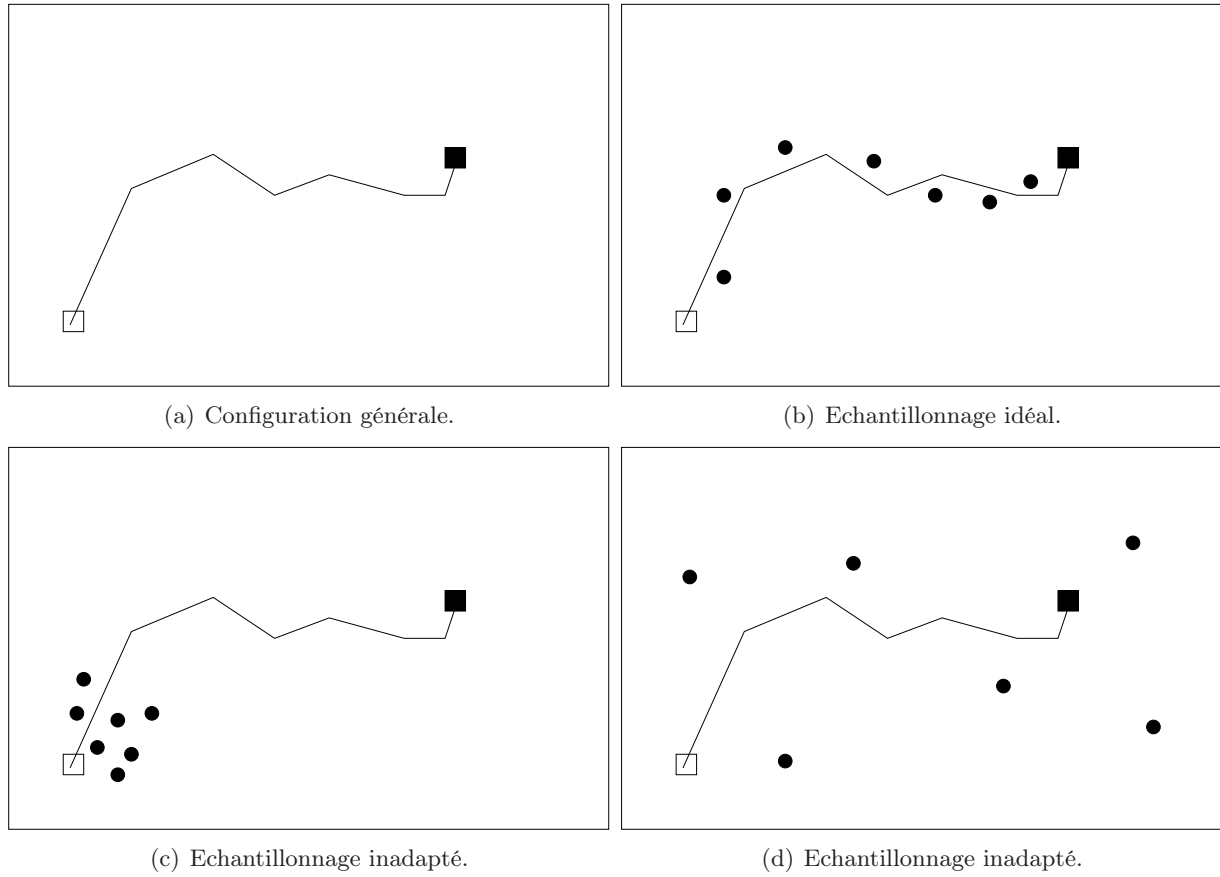 (a) Configuration générale.
(b) Echantillonnage idéal.
(c) Echantillonnage inadapté.
(d) Echantillonnage inadapté.